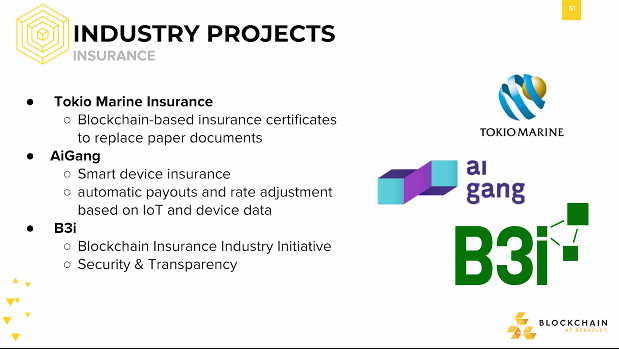 51
INDUSTRY PROJECTS
INSURANCE
● Tokio Marine Insurance
○ Blockchain-based insurance certificates
to replace paper documents
● AiGang
○ Smart device insurance
○ automatic payouts and rate adjustment
based on IoT and device data
● B3i
○ Blockchain Insurance Industry Initiative
○ Security & Transparency
TOKIO MARINE
ai
gang
B3i
BLOCKCHAIN
AT BERKELEY